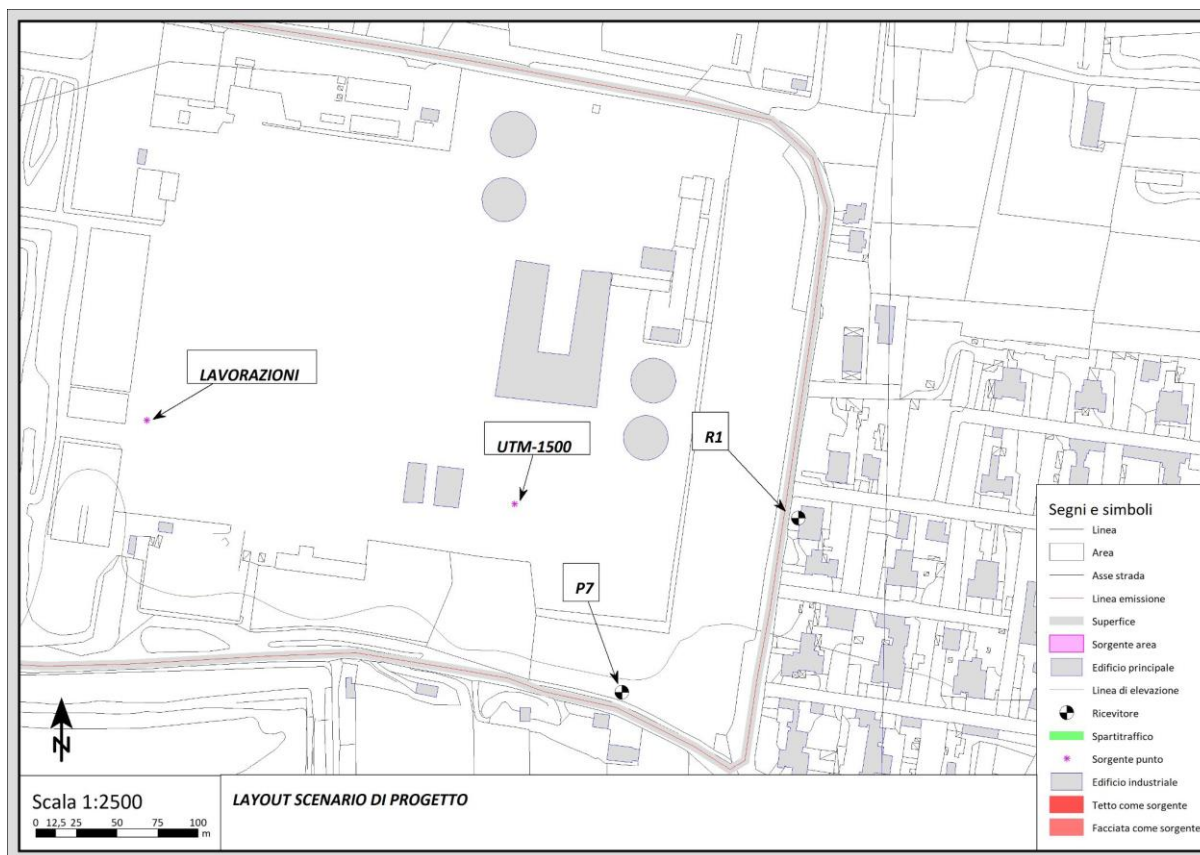 LAVORAZIONI
UTM-1500
R1
P7
N
Segni e simboli
Linea
Area
Asse strada
Linea emissione
Superfice
Sorgente area
Edificio principale
Linea di elevazione
Ricevitore
Spartitraffico
Sorgente punto
Edificio industriale
Tetto come sorgente
Facciata come sorgente
Scala 1:2500
0 12,5 25 50 75 100
m
LAYOUT SCENARIO DI PROGETTO